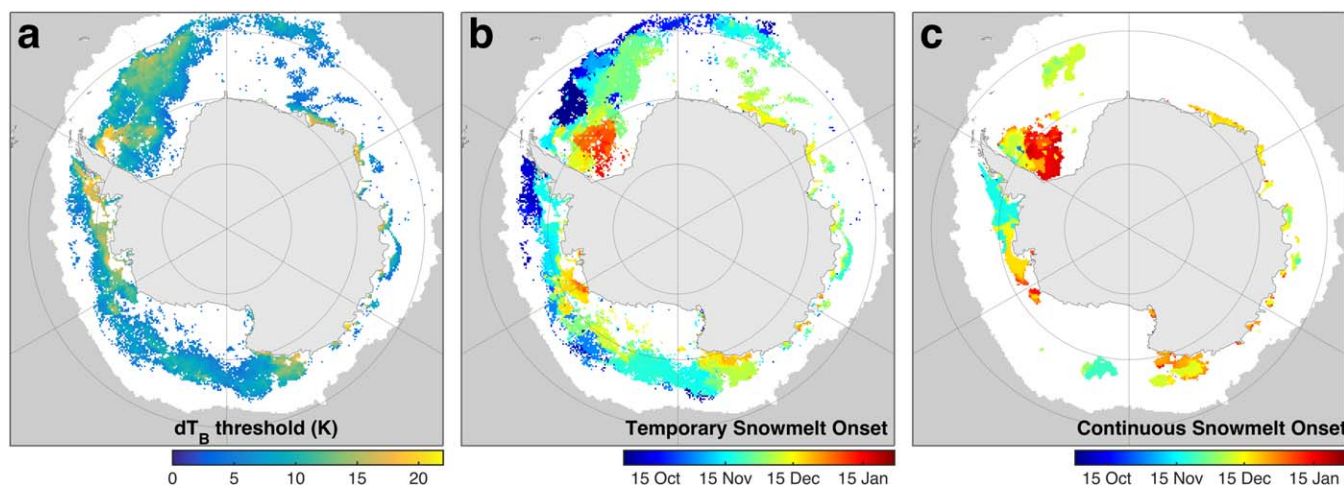 a
b
c
dT_B threshold (K)
Temporary Snowmelt Onset
Continuous Snowmelt Onset
0 5 10 15 20
15 Oct 15 Nov 15 Dec 15 Jan
15 Oct 15 Nov 15 Dec 15 Jan